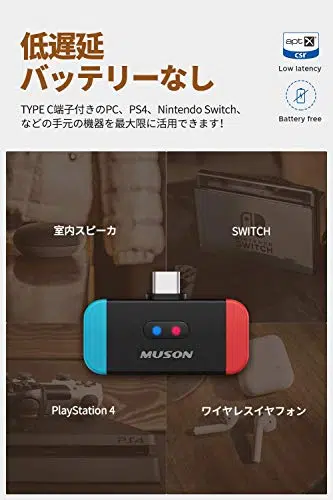 低遅延
バッテリーなし
TYPE C端子付きのPC、PS4、Nintendo Switch、
などの手元の機器を最大限に活用できます!
aptX
CSR
Low latency
Battery free
室内スピーカ
SWITCH
NINTENDO
SWITCH
MUSON
PlayStation 4
ワイヤレスイヤフォン
PS4